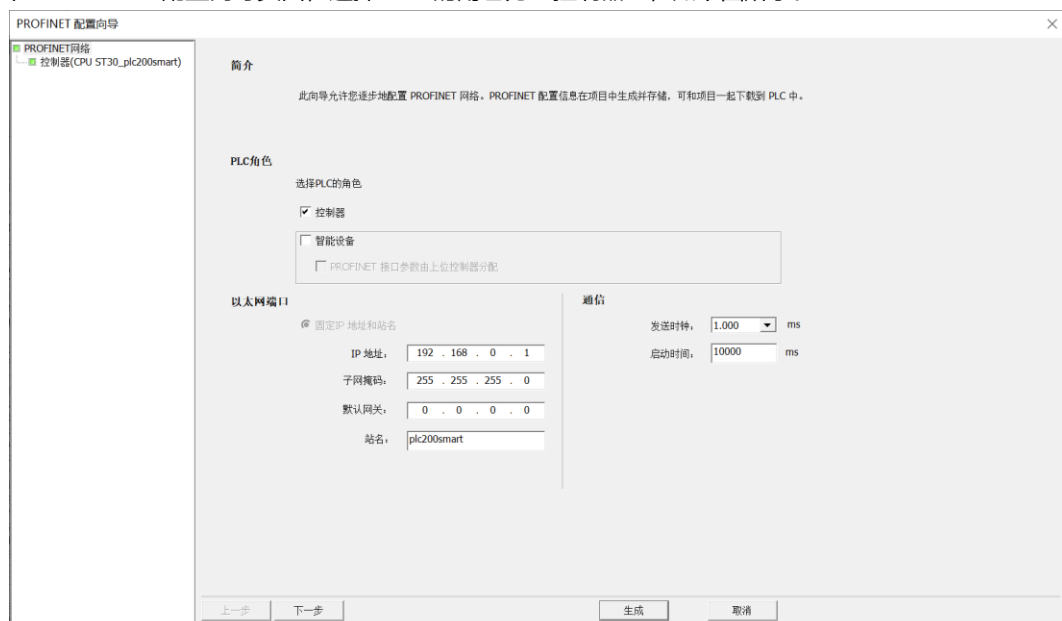 PROFINET 配置向导
PROFINET网络
控制器(CPU ST30_plc200smart)
简介
此向导允许您逐步地配置 PROFINET 网络。PROFINET 配置信息在项目中生成并存储，可和项目一起下载到 PLC 中。
PLC角色
选择PLC的角色
控制器
智能设备
PROFINET 接口参数由上位控制器分配
以太网端口
固定IP 地址和站名
IP 地址: 192 . 168 . 0 . 1
子网掩码: 255 . 255 . 255 . 0
默认网关: 0 . 0 . 0 . 0
站名: plc200smart
通信
发送时钟: 1.000 ms
启动时间: 10000 ms
上一步 下一步 生成 取消